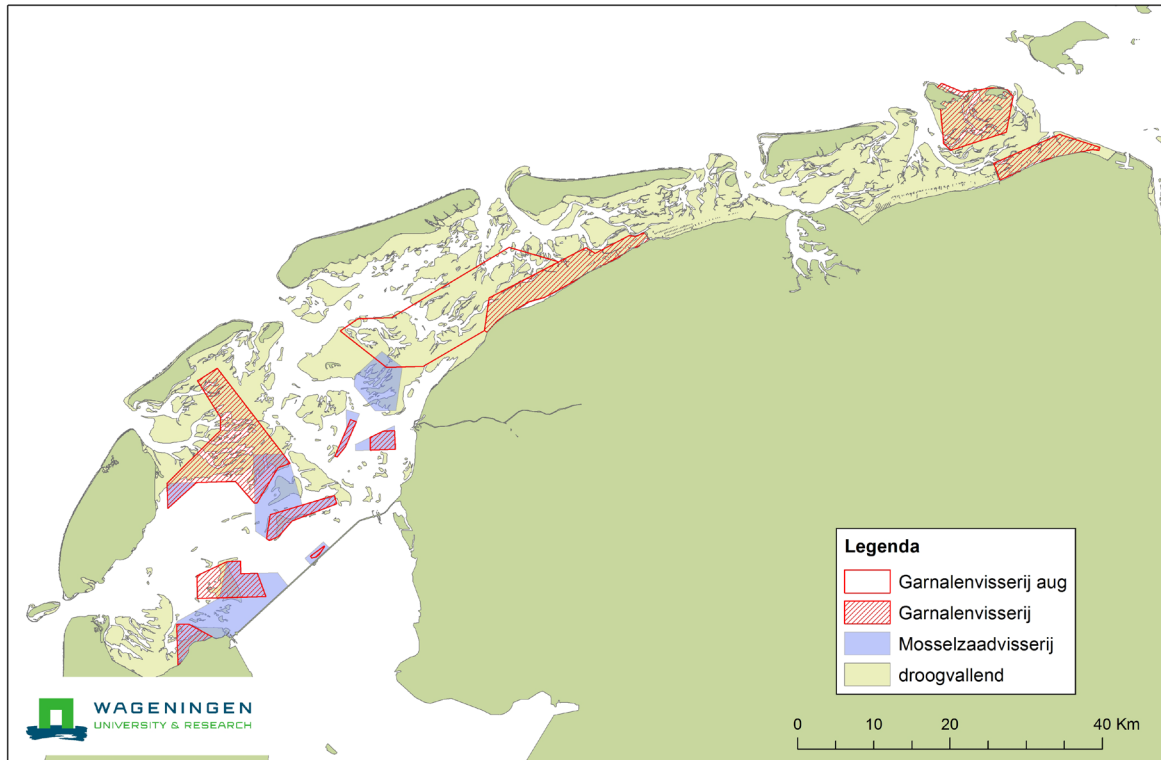 Legenda
Garnalenvisserij aug
Garnalenvisserij
Mosselzaadvisserij
droogvallend
WAGENINGEN
UNIVERSITY & RESEARCH
0 10 20 40 Km